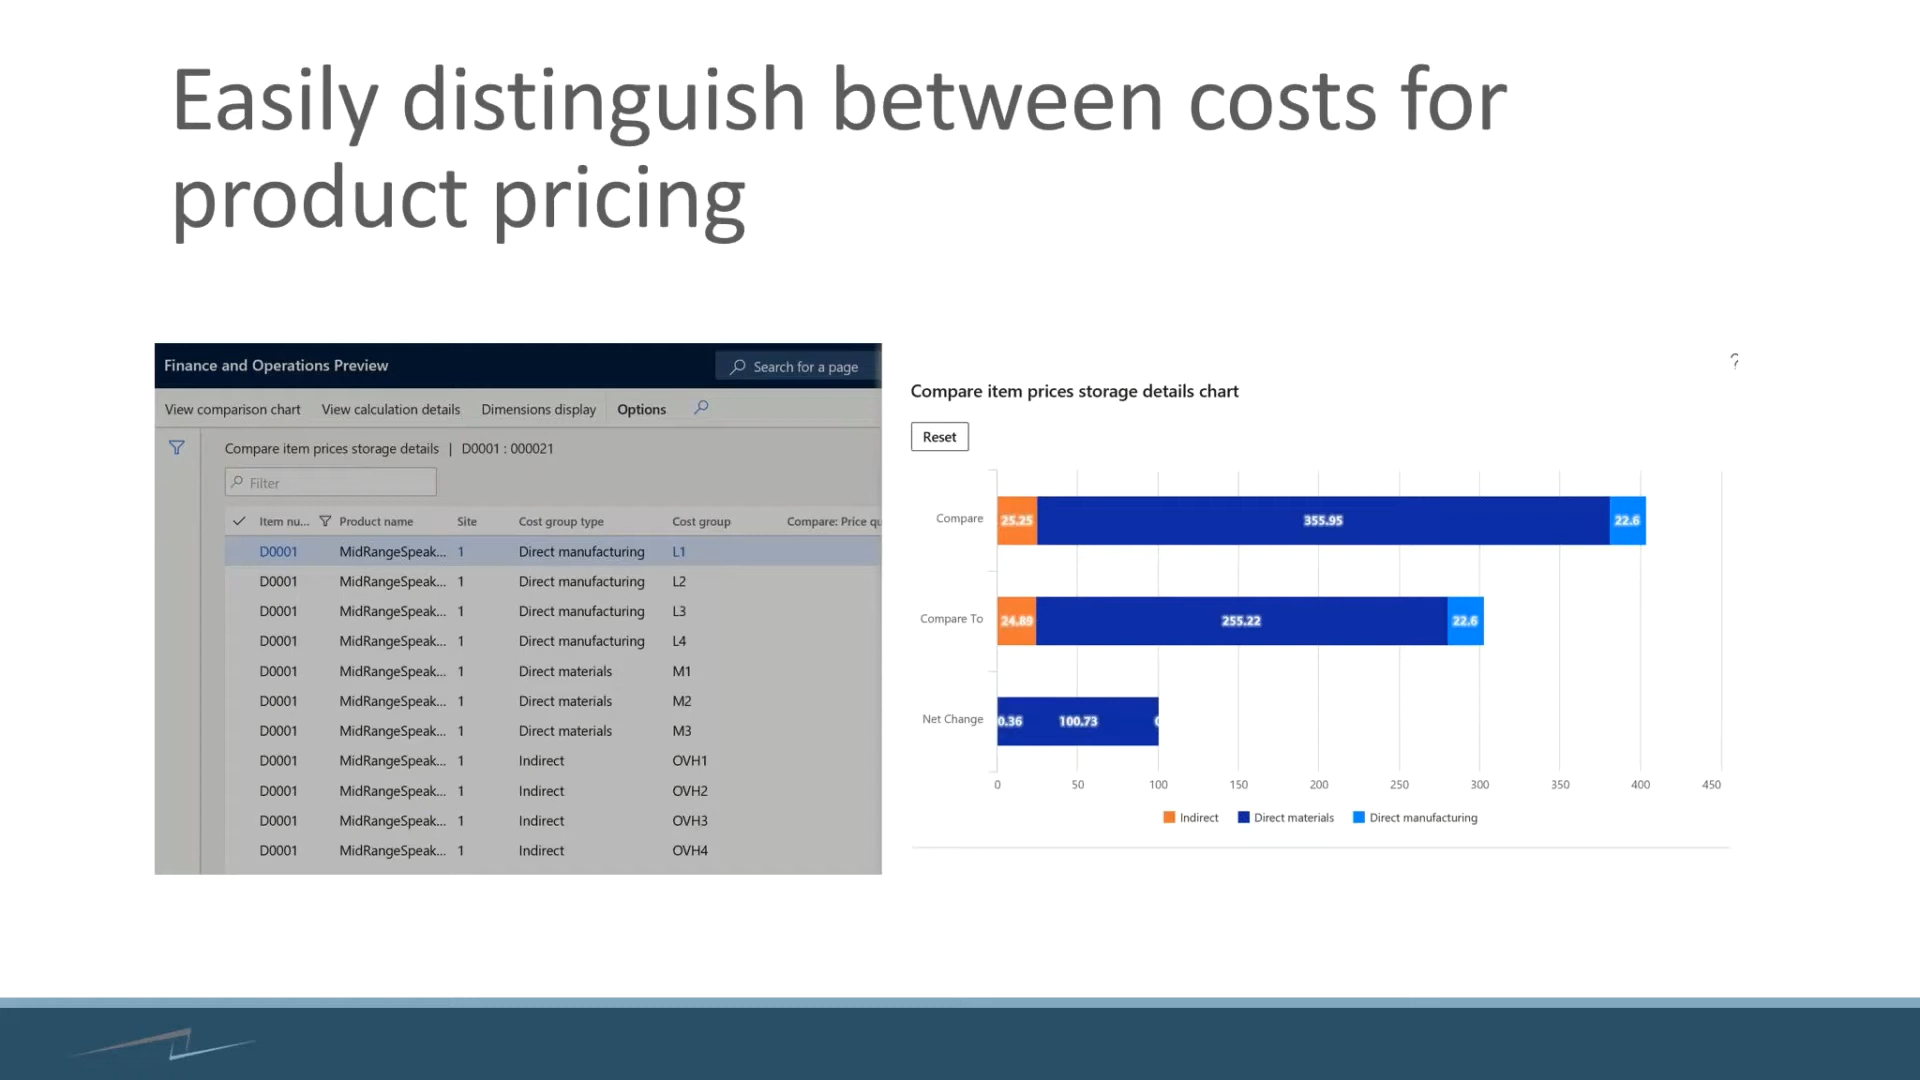 Easily distinguish between costs for
product pricing
Finance and Operations Preview
Search for a page
View comparison chart View calculation details Dimensions display Options
Compare item prices storage details | D0001 : 000021
Filter
Item nu... Product name Site Cost group type Cost group Compare: Price qu
D0001 MidRangeSpeak... 1 Direct manufacturing L1
D0001 MidRangeSpeak... 1 Direct manufacturing L2
D0001 MidRangeSpeak... 1 Direct manufacturing L3
D0001 MidRangeSpeak... 1 Direct manufacturing L4
D0001 MidRangeSpeak... 1 Direct materials M1
D0001 MidRangeSpeak... 1 Direct materials M2
D0001 MidRangeSpeak... 1 Direct materials M3
D0001 MidRangeSpeak... 1 Indirect OVH1
D0001 MidRangeSpeak... 1 Indirect OVH2
D0001 MidRangeSpeak... 1 Indirect OVH3
D0001 MidRangeSpeak... 1 Indirect OVH4
?
Compare item prices storage details chart
Reset
Compare 25.25 355.95 22.6
Compare To 24.89 255.22 22.6
Net Change 0.36 100.73
0 50 100 150 200 250 300 350 400 450
Indirect Direct materials Direct manufacturing